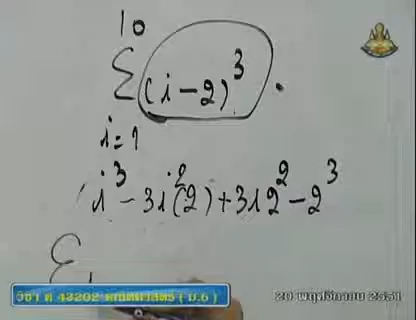 10
Σ (i-2)³ .
i=1
(i³ - 3i²(2) + 3i2² - 2³
Σ
วิชา ค 43202 คณิตศาสตร์ ( ม.6 )
20 พฤศจิกายน 2551